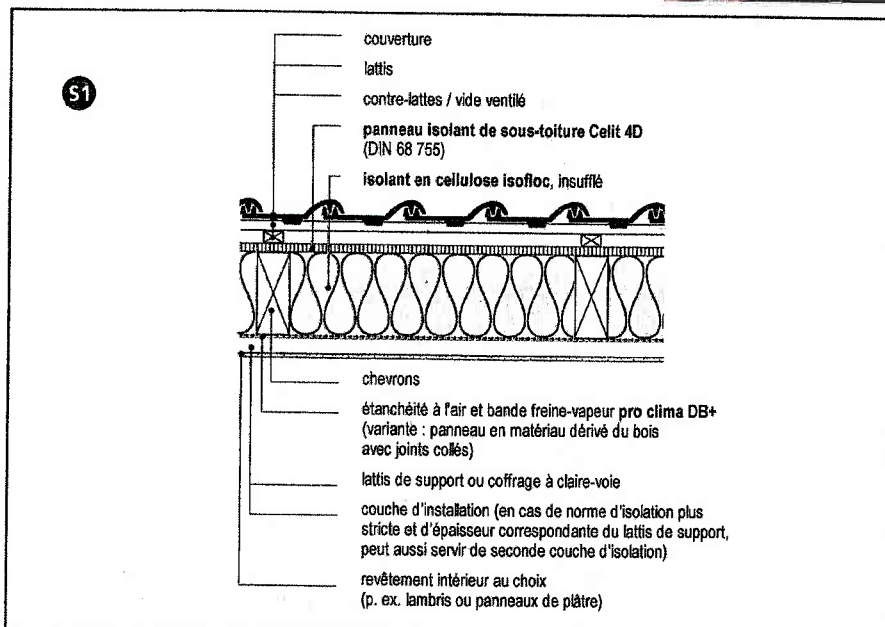 S1
couverture
lattis
contre-lattes / vide ventilé
panneau isolant de sous-toiture Celit 4D
(DIN 68 755)
isolant en cellulose isofloc, insufflé
chevrons
étanchéité à l'air et bande freine-vapeur pro clima DB+
(variante : panneau en matériau dérivé du bois
avec joints collés)
lattis de support ou coffrage à claire-voie
couche d'installation (en cas de norme d'isolation plus
stricte et d'épaisseur correspondante du lattis de support,
peut aussi servir de seconde couche d'isolation)
revêtement intérieur au choix
(p. ex. lambris ou panneaux de plâtre)